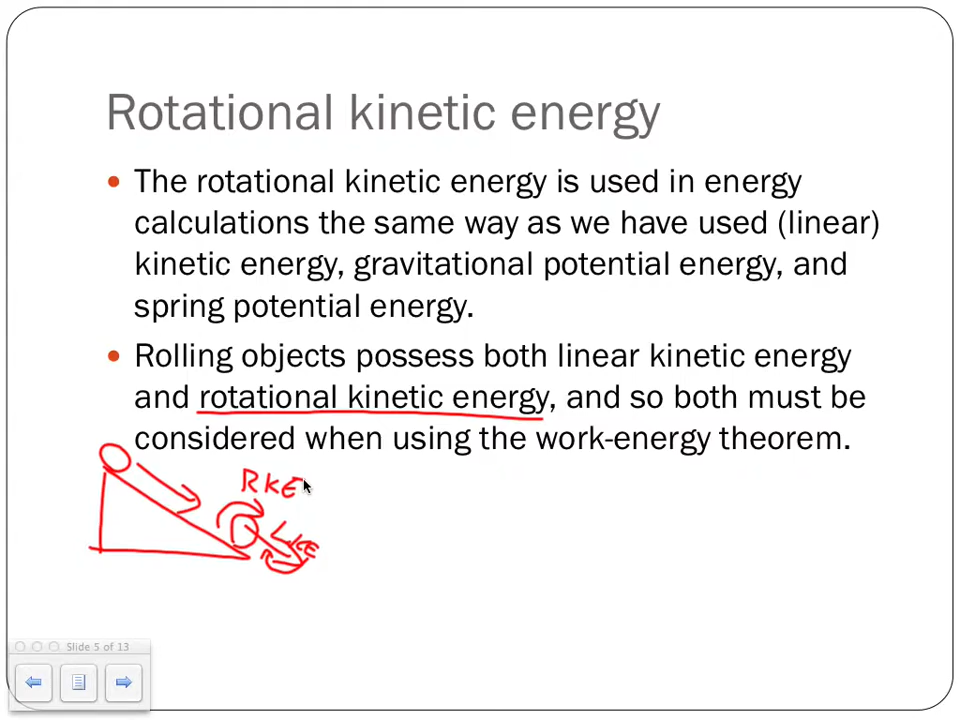 Rotational kinetic energy
• The rotational kinetic energy is used in energy
calculations the same way as we have used (linear)
kinetic energy, gravitational potential energy, and
spring potential energy.
• Rolling objects possess both linear kinetic energy
and rotational kinetic energy, and so both must be
considered when using the work-energy theorem.
RKE
LKE
Slide 5 of 13